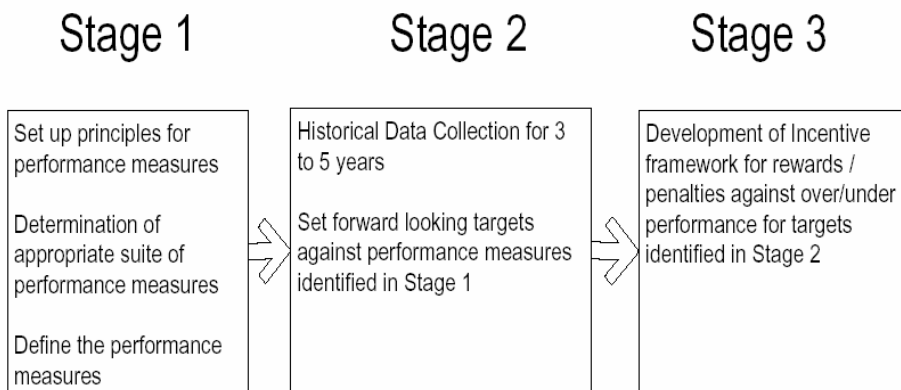 Stage 1
Set up principles for
performance measures
Determination of
appropriate suite of
performance measures
Define the performance
measures
Stage 2
Historical Data Collection for 3
to 5 years
Set forward looking targets
against performance measures
identified in Stage 1
Stage 3
Development of Incentive
framework for rewards /
penalties against over/under
performance for targets
identified in Stage 2